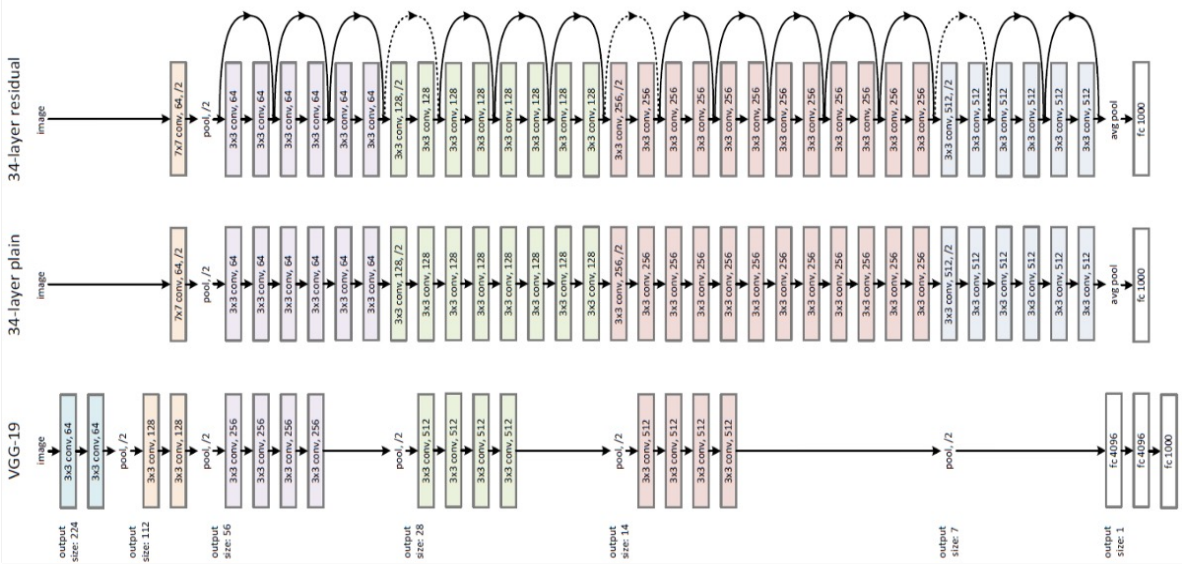 VGG-19
image
output
size: 224
3x3 conv, 64
3x3 conv, 64
pool, /2
output
size: 112
3x3 conv, 128
3x3 conv, 128
pool, /2
output
size: 56
3x3 conv, 256
3x3 conv, 256
3x3 conv, 256
3x3 conv, 256
pool, /2
output
size: 28
3x3 conv, 512
3x3 conv, 512
3x3 conv, 512
3x3 conv, 512
pool, /2
output
size: 14
3x3 conv, 512
3x3 conv, 512
3x3 conv, 512
3x3 conv, 512
pool, /2
output
size: 7
output
size: 1
fc 4096
fc 4096
fc 1000
34-layer plain
image
7x7 conv, 64, /2
pool, /2
3x3 conv, 64
3x3 conv, 64
3x3 conv, 64
3x3 conv, 64
3x3 conv, 64
3x3 conv, 64
3x3 conv, 128, /2
3x3 conv, 128
3x3 conv, 128
3x3 conv, 128
3x3 conv, 128
3x3 conv, 128
3x3 conv, 128
3x3 conv, 128
3x3 conv, 256, /2
3x3 conv, 256
3x3 conv, 256
3x3 conv, 256
3x3 conv, 256
3x3 conv, 256
3x3 conv, 256
3x3 conv, 256
3x3 conv, 256
3x3 conv, 256
3x3 conv, 256
3x3 conv, 256
3x3 conv, 512, /2
3x3 conv, 512
3x3 conv, 512
3x3 conv, 512
3x3 conv, 512
3x3 conv, 512
avg pool
fc 1000
34-layer residual
image
7x7 conv, 64, /2
pool, /2
3x3 conv, 64
3x3 conv, 64
3x3 conv, 64
3x3 conv, 64
3x3 conv, 64
3x3 conv, 64
3x3 conv, 128, /2
3x3 conv, 128
3x3 conv, 128
3x3 conv, 128
3x3 conv, 128
3x3 conv, 128
3x3 conv, 128
3x3 conv, 128
3x3 conv, 256, /2
3x3 conv, 256
3x3 conv, 256
3x3 conv, 256
3x3 conv, 256
3x3 conv, 256
3x3 conv, 256
3x3 conv, 256
3x3 conv, 256
3x3 conv, 256
3x3 conv, 256
3x3 conv, 256
3x3 conv, 512, /2
3x3 conv, 512
3x3 conv, 512
3x3 conv, 512
3x3 conv, 512
3x3 conv, 512
avg pool
fc 1000